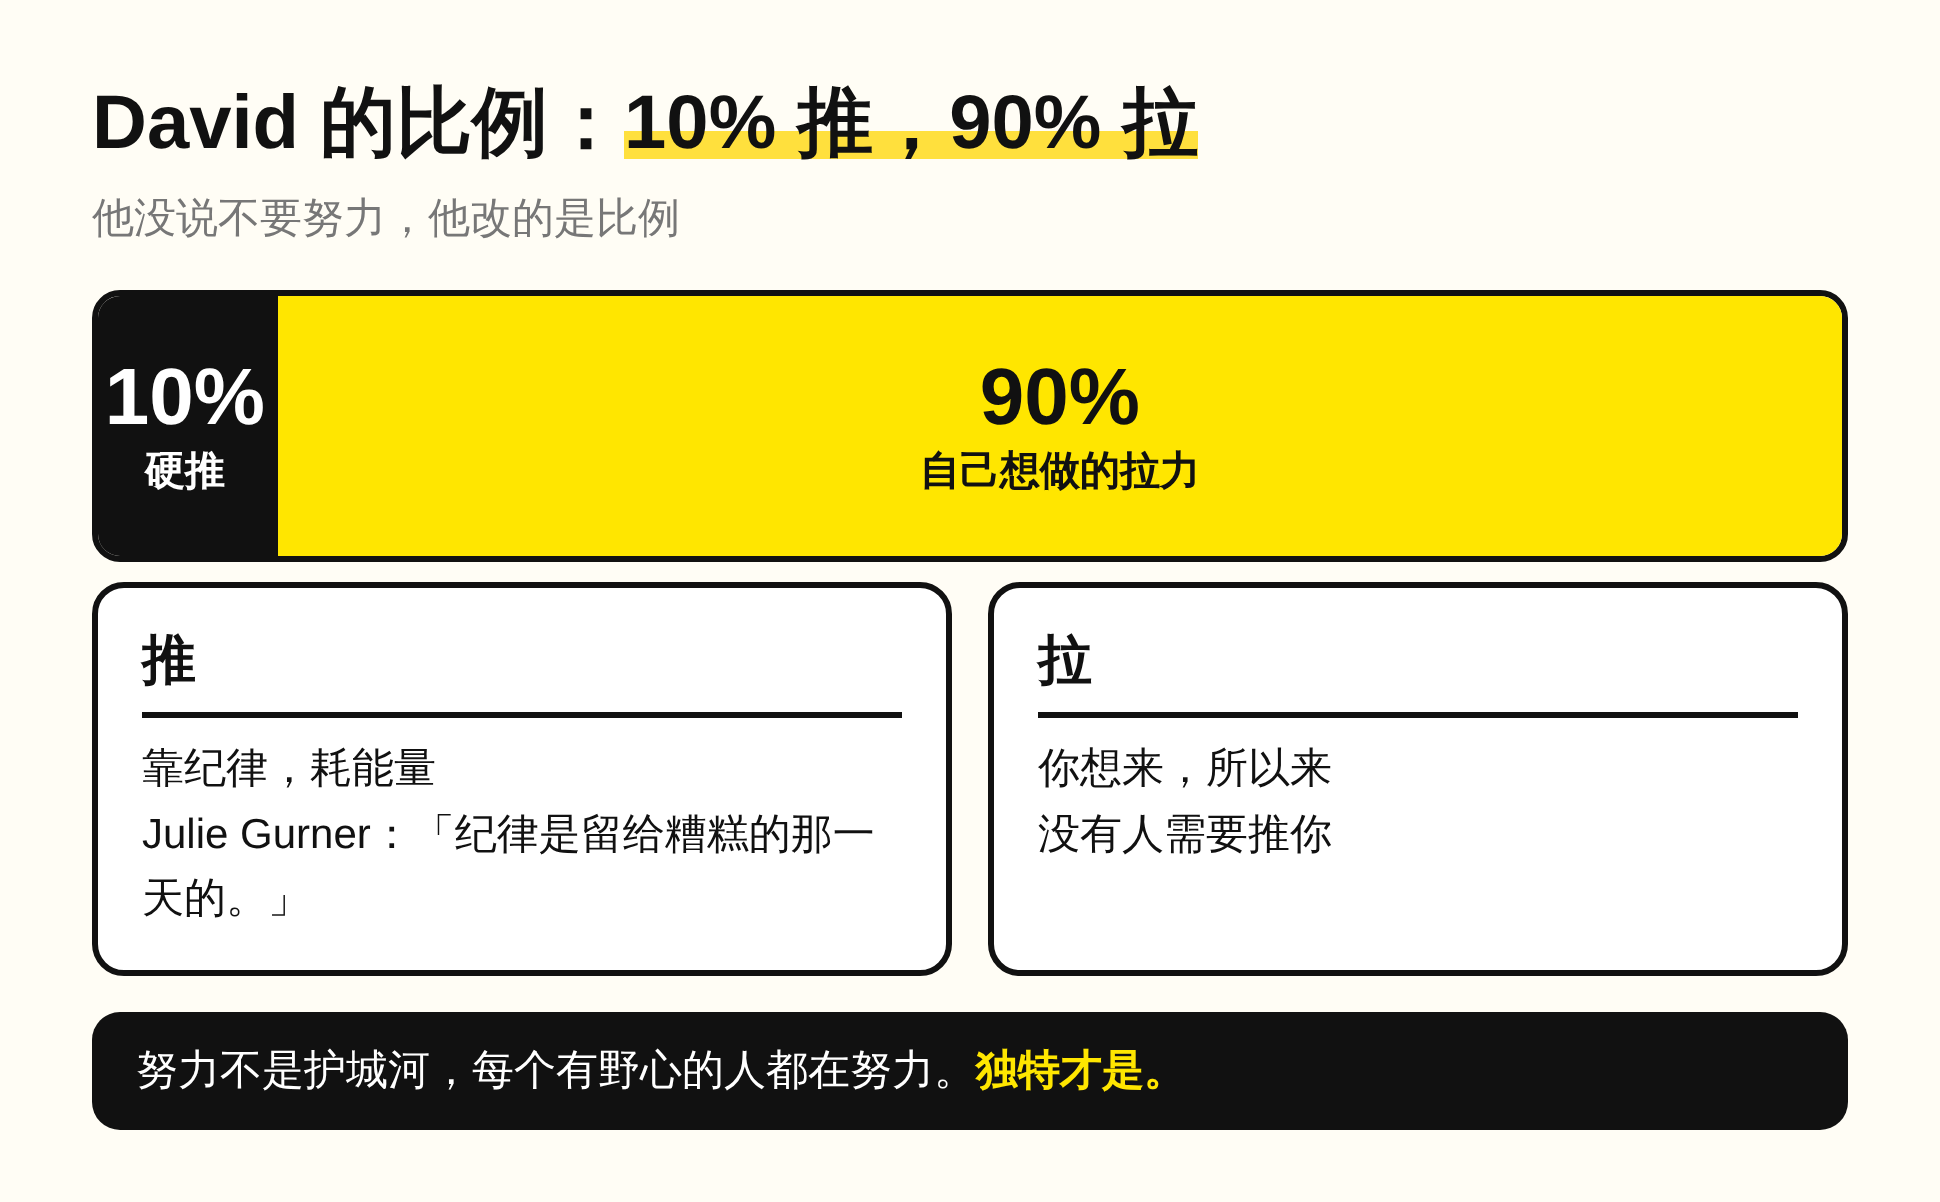 David 的比例：10% 推，90% 拉
他没说不要努力，他改的是比例
10%
硬推
90%
自己想做的拉力
推
靠纪律，耗能量
Julie Gurner：「纪律是留给糟糕的那一
天的。」
拉
你想来，所以来
没有人需要推你
努力不是护城河，每个有野心的人都在努力。独特才是。